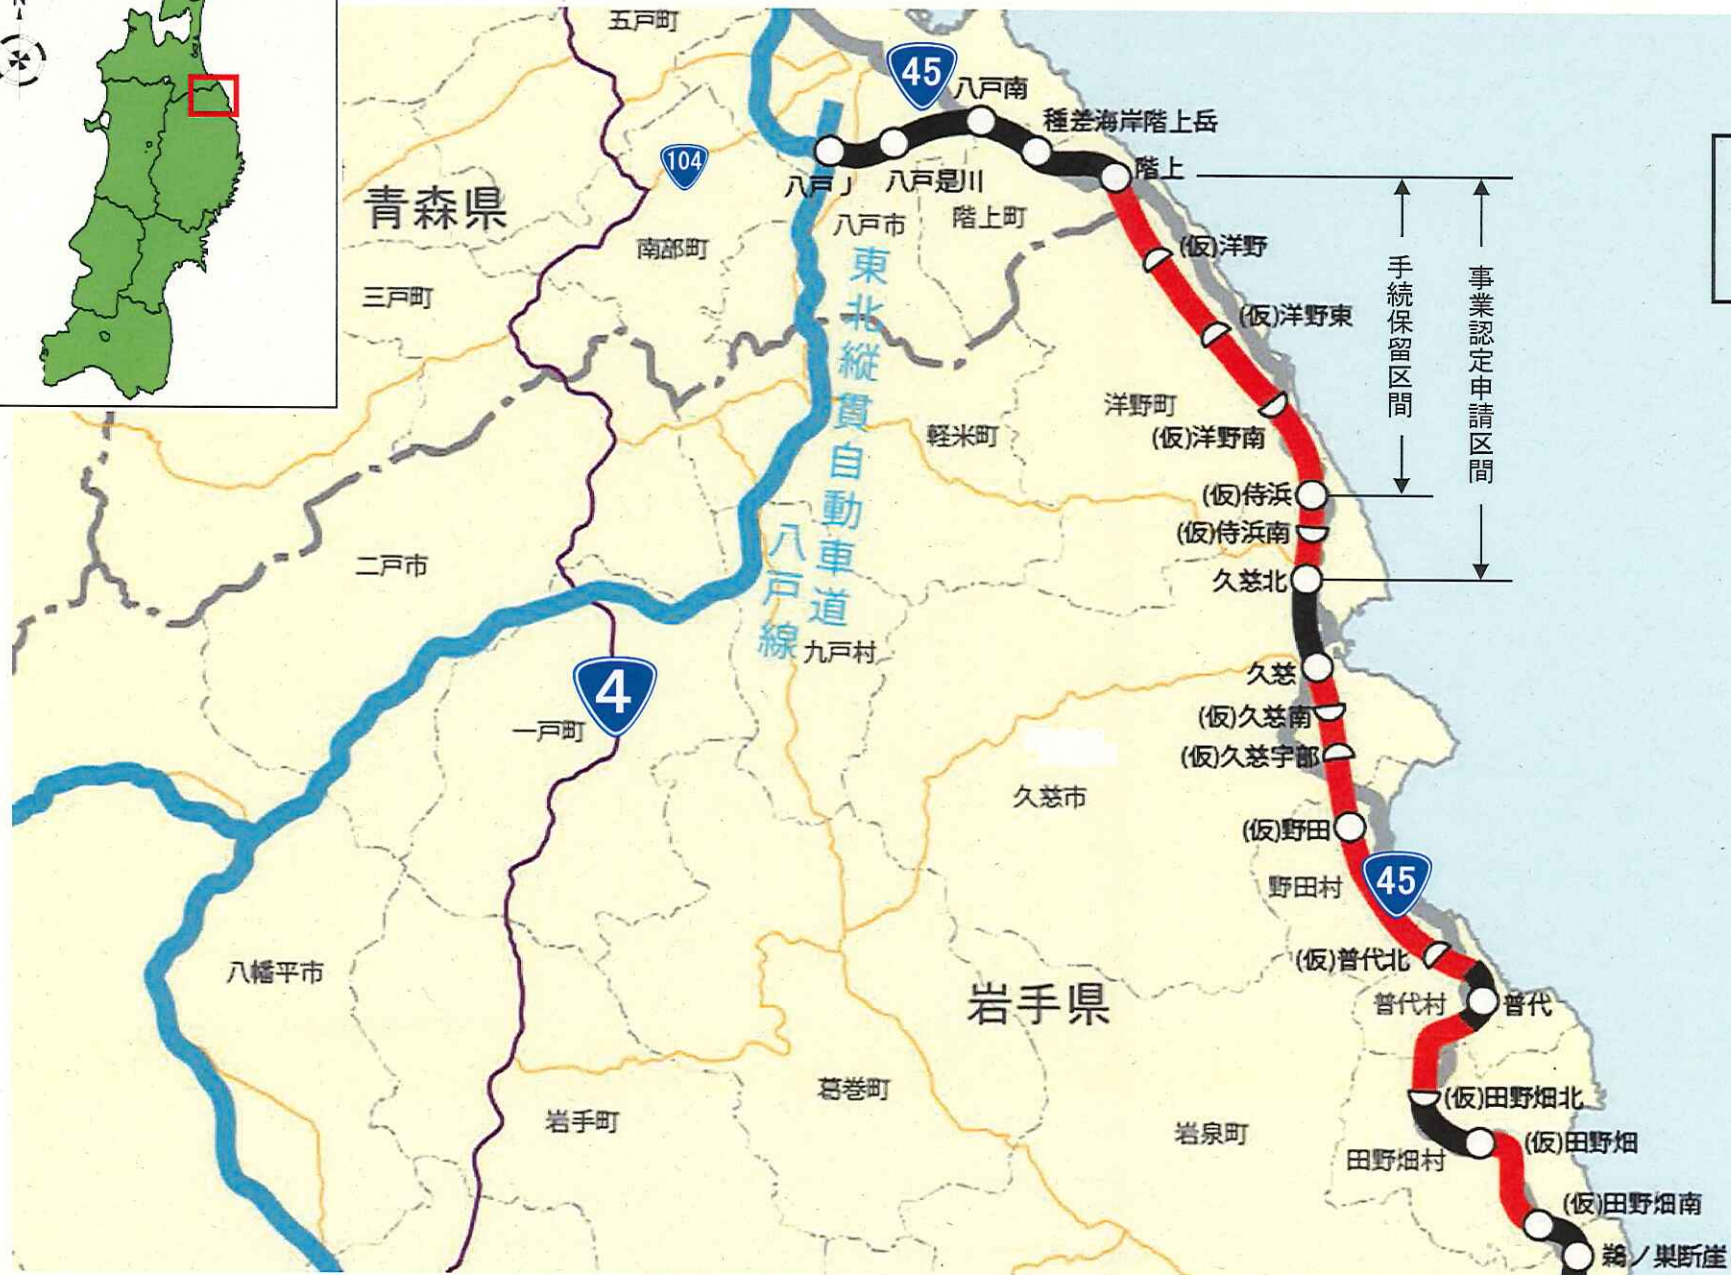 N
五戸町
45
八戸南
種差海岸階上岳
104
階上
八戸J
八戸是川
青森県
八戸市
階上町
南部町
(仮)洋野
三戸町
東北縦貫自動車道
八戸線
手続保留区間
事業認定申請区間
(仮)洋野東
洋野町
軽米町
(仮)洋野南
(仮)侍浜
(仮)侍浜南
二戸市
久慈北
九戸村
久慈
4
一戸町
(仮)久慈南
(仮)久慈宇部
久慈市
(仮)野田
野田村
45
(仮)普代北
八幡平市
岩手県
普代村
普代
葛巻町
(仮)田野畑北
岩手町
岩泉町
(仮)田野畑
田野畑村
(仮)田野畑南
鵜ノ巣断崖